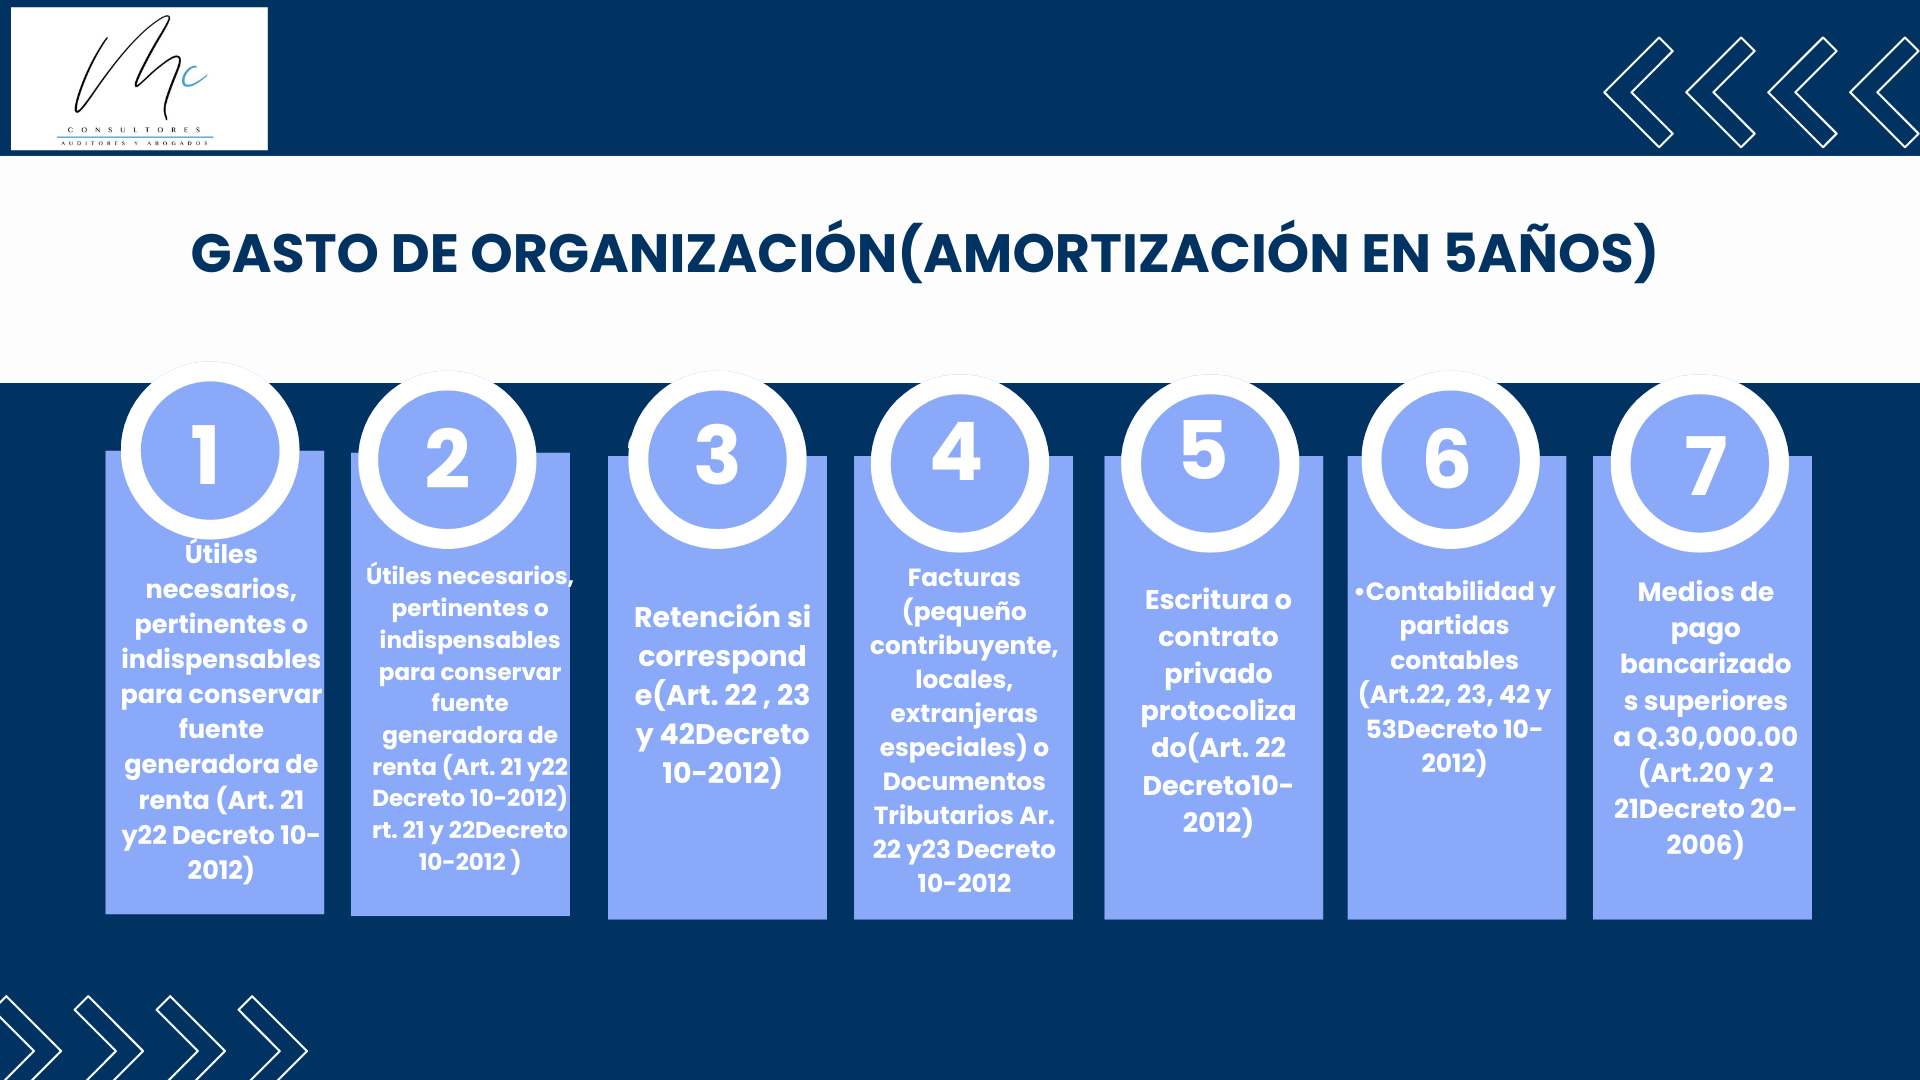 Mc
CONSULTORES
AUDITORES Y ABOGADOS
GASTO DE ORGANIZACIÓN(AMORTIZACIÓN EN 5AÑOS)
1
Útiles
necesarios,
pertinentes o
indispensables
para conservar
fuente
generadora de
renta (Art. 21
y22 Decreto 10-
2012)
2
Útiles necesarios,
pertinentes o
indispensables
para conservar
fuente
generadora de
renta (Art. 21 y22
Decreto 10-2012)
rt. 21 y 22Decreto
10-2012 )
3
Retención si
correspond
e(Art. 22 , 23
y 42Decreto
10-2012)
4
Facturas
(pequeño
contribuyente,
locales,
extranjeras
especiales) o
Documentos
Tributarios Ar.
22 y23 Decreto
10-2012
5
Escritura o
contrato
privado
protocoliza
do(Art. 22
Decreto10-
2012)
6
•Contabilidad y
partidas
contables
(Art.22, 23, 42 y
53Decreto 10-
2012)
7
Medios de
pago
bancarizado
s superiores
a Q.30,000.00
(Art.20 y 2
21Decreto 20-
2006)